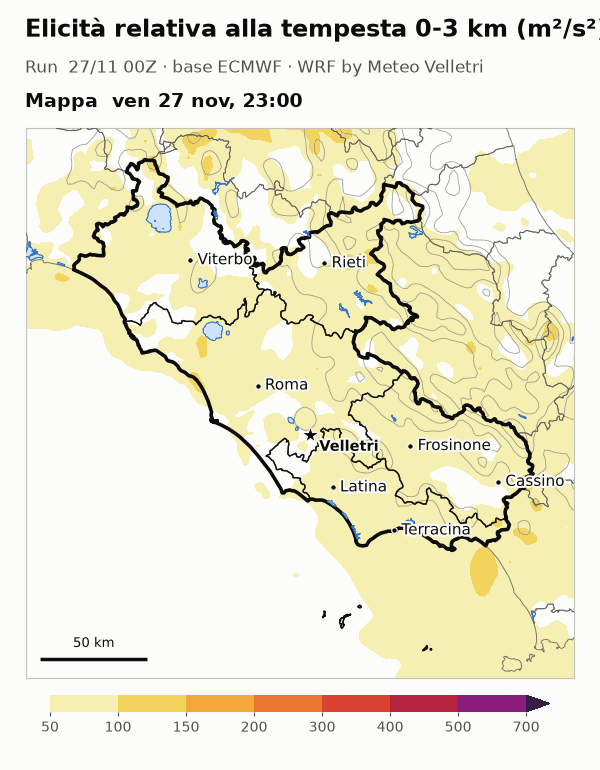 Elicità relativa alla tempesta 0-3 km (m²/s²)
Run  27/11 00Z · base ECMWF · WRF by Meteo Velletri
Mappa  ven 27 nov, 23:00
Viterbo
Rieti
Roma
Velletri
Frosinone
Latina
Cassino
Terracina
50 km
50 100 150 200 300 400 500 700